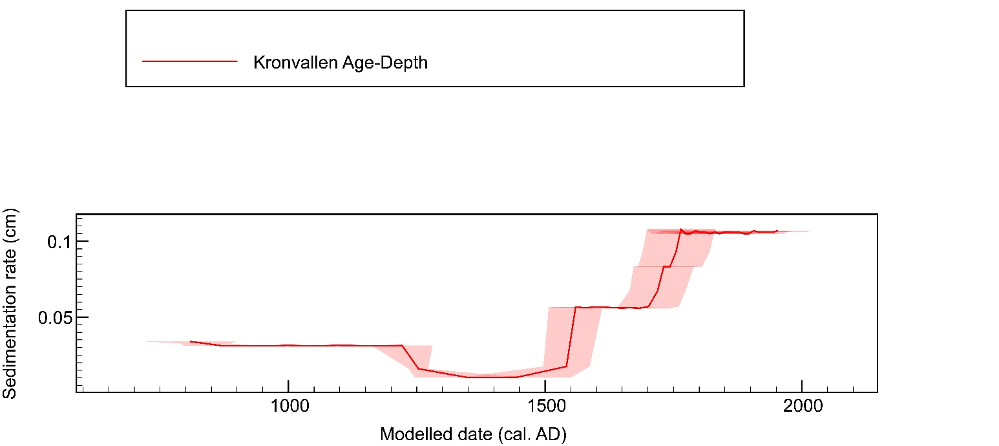 Kronvallen Age-Depth
Sedimentation rate (cm)
0.1
0.05
1000 1500 2000
Modelled date (cal. AD)